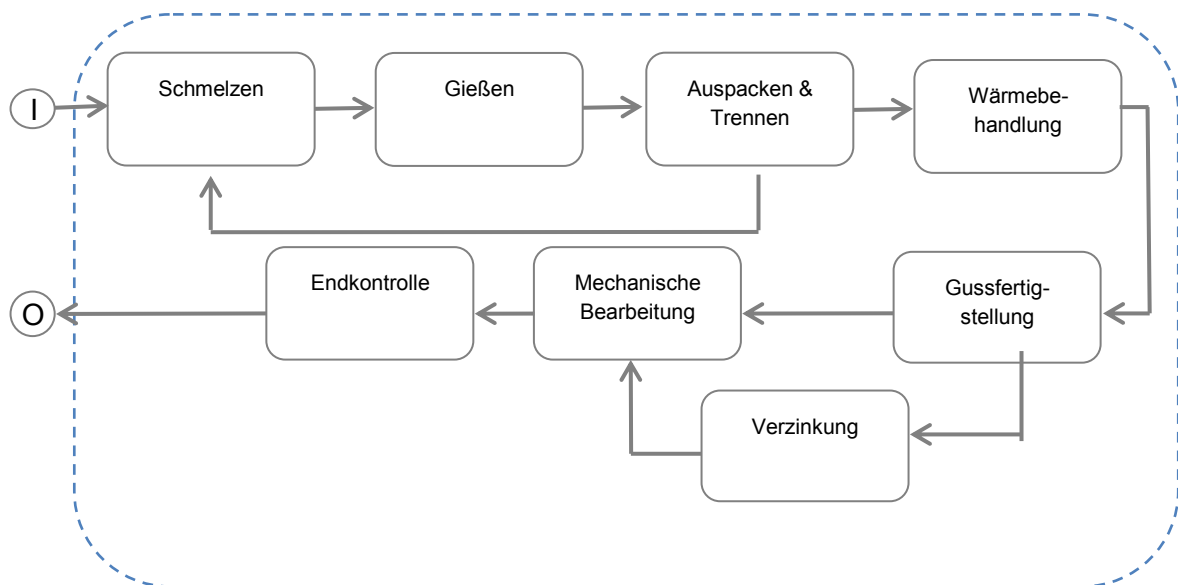 I
Schmelzen
Gießen
Auspacken &
Trennen
Wärmebe-
handlung
O
Endkontrolle
Mechanische
Bearbeitung
Gussfertig-
stellung
Verzinkung